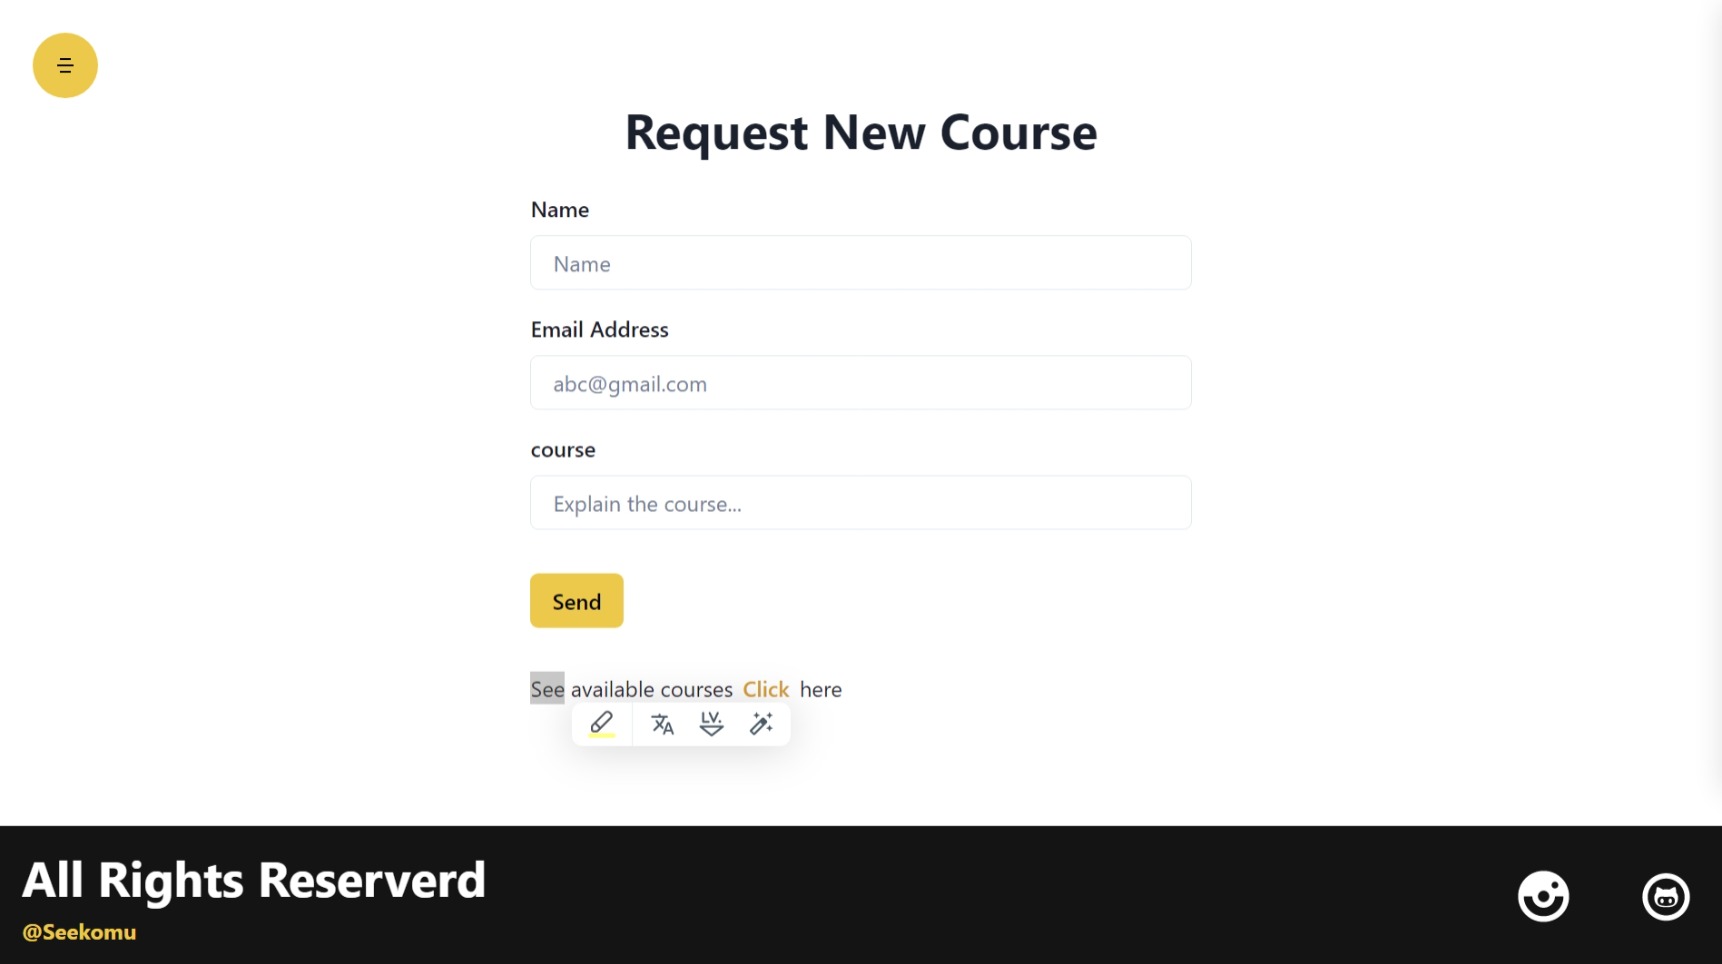 Request New Course
Name
Name
Email Address
abc@gmail.com
course
Explain the course...
Send
See available courses Click here
LV.
All Rights Reserverd
@Seekomu